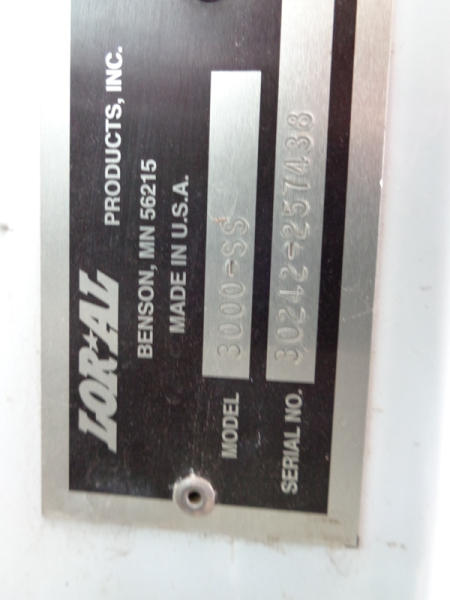 LOR★AL
PRODUCTS, INC.
BENSON, MN 56215
MADE IN U.S.A.
MODEL 3000-SS
SERIAL NO. 30242-257438